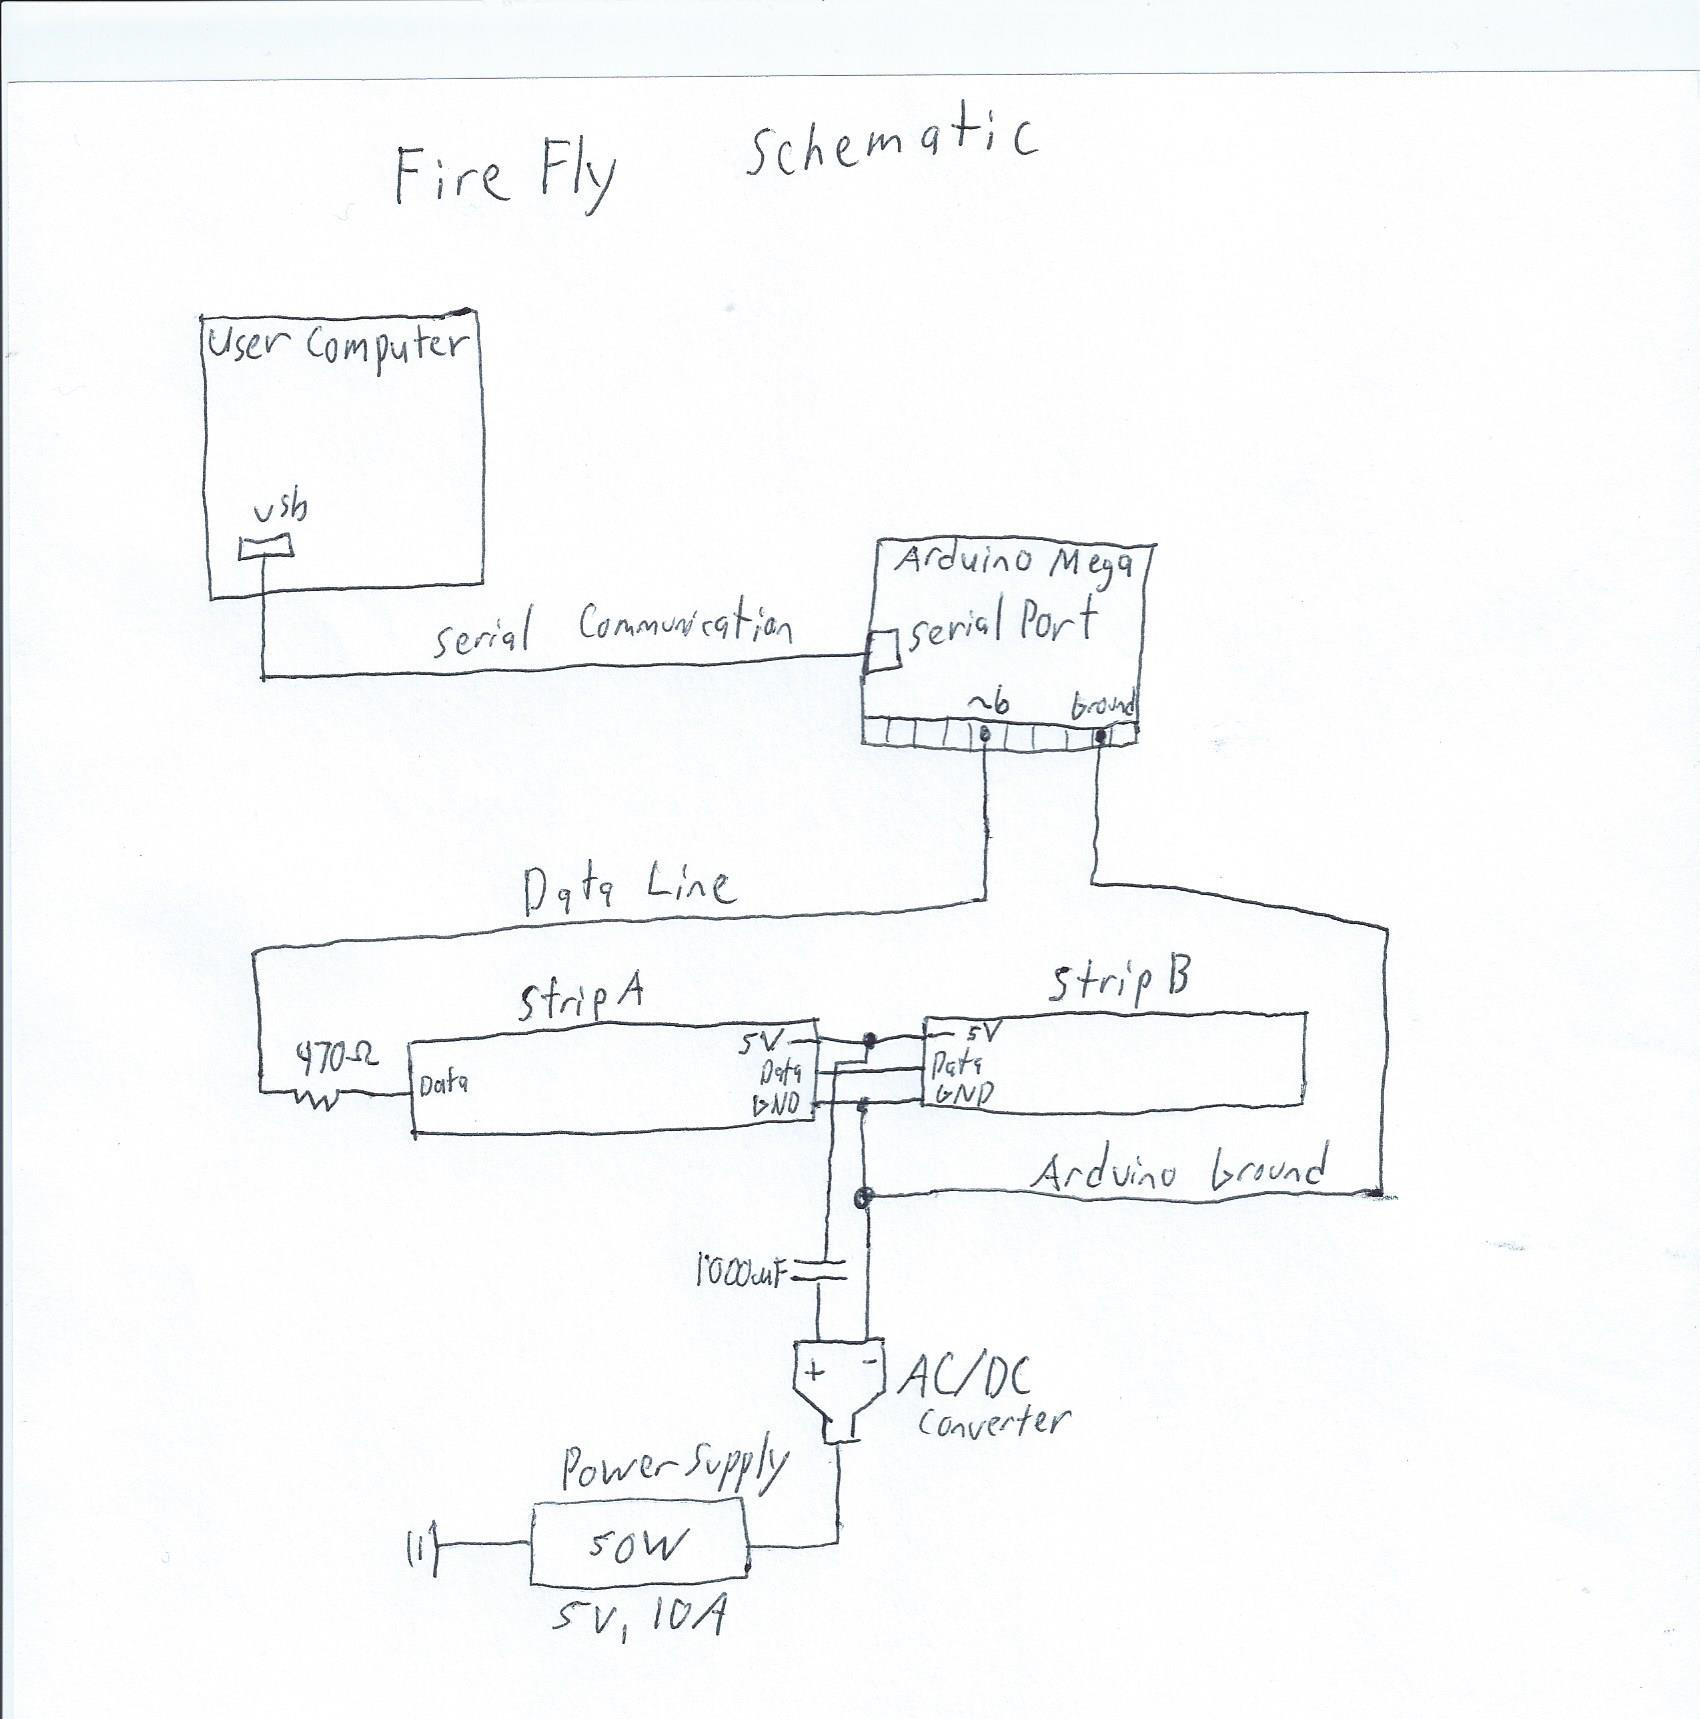 Fire Fly Schematic
User Computer
usb
Arduino Mega
Serial Port
Serial Communication
~6 Ground
Data Line
Strip A
Strip B
470Ω
Data
5V
Data
GND
5V
Data
GND
Arduino Ground
1000uF
+ -
AC/DC
Converter
Power Supply
50W
5V, 10A